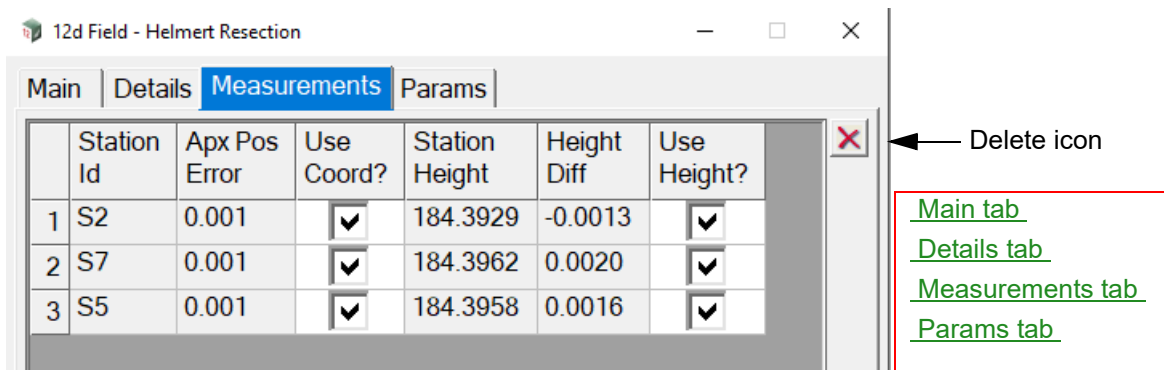 12d Field - Helmert Resection
Main Details Measurements Params
Station Id Apx Pos Error Use Coord? Station Height Height Diff Use Height?
1 S2 0.001 184.3929 -0.0013
2 S7 0.001 184.3962 0.0020
3 S5 0.001 184.3958 0.0016
Delete icon
Main tab
Details tab
Measurements tab
Params tab